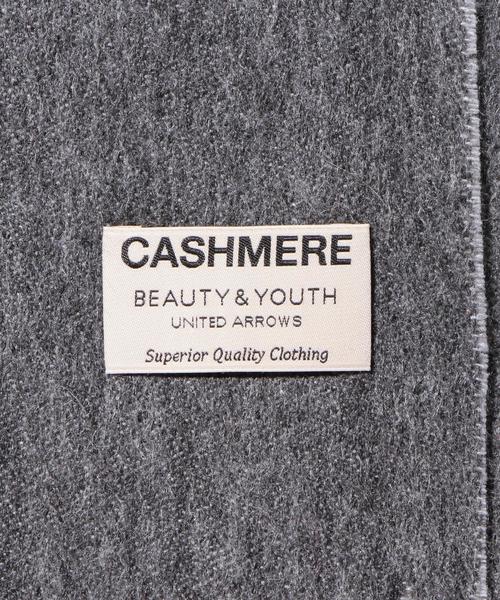 CASHMERE
BEAUTY & YOUTH
UNITED ARROWS
Superior Quality Clothing